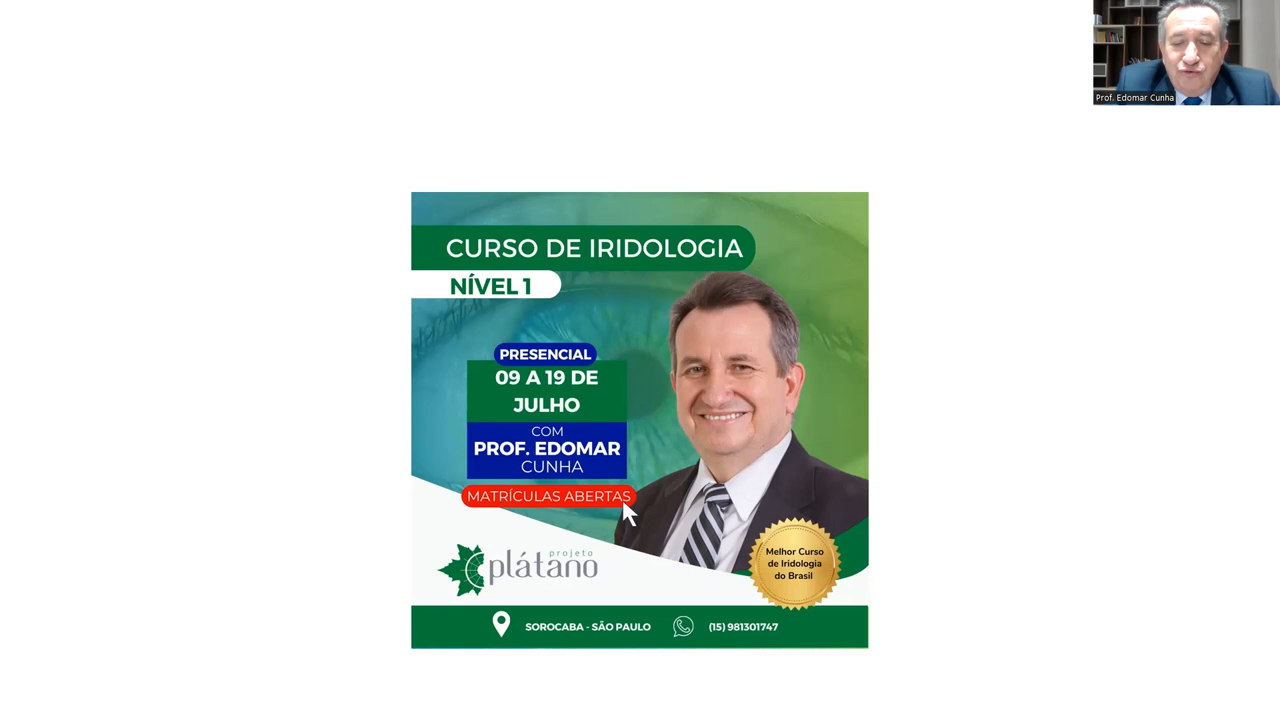 Prof. Edomar Cunha
CURSO DE IRIDOLOGIA
NÍVEL 1
PRESENCIAL
09 A 19 DE
JULHO
COM
PROF. EDOMAR
CUNHA
MATRÍCULAS ABERTAS
projeto
plátano
Melhor Curso
de Iridologia
do Brasil
SOROCABA - SÃO PAULO
(15) 981301747